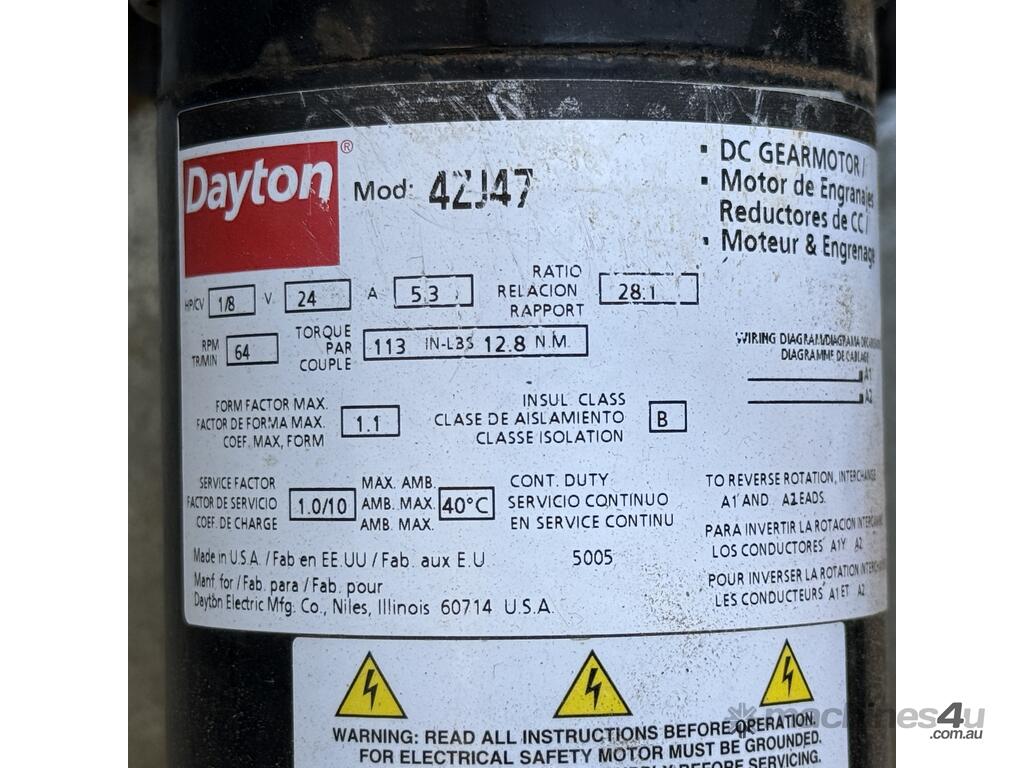 Dayton®
Mod: 4ZJ47
▪ DC GEARMOTOR /
▪ Motor de Engranajes
Reductores de CC /
▪ Moteur & Engrenage
HP/CV 1/8 V 24 A 5.3
RATIO
RELACION
RAPPORT
28.1
RPM
TR/MIN
64
TORQUE
PAR
COUPLE
113 IN-LBS 12.8 N.M.
WIRING DIAGRAM/DIAGRAMA DE
DIAGRAMME DE CABLAGE
A1
A2
FORM FACTOR MAX.
FACTOR DE FORMA MAX.
COEF. MAX, FORM
1.1
INSUL CLASS
CLASE DE AISLAMIENTO
CLASSE ISOLATION
B
SERVICE FACTOR
FACTOR DE SERVICIO
COEF. DE CHARGE
1.0/10
MAX. AMB.
AMB. MAX.
AMB. MAX.
40°C
CONT. DUTY
SERVICIO CONTINUO
EN SERVICE CONTINU
TO REVERSE ROTATION, INTERCHANGE
A1 AND A2 LEADS.
PARA INVERTIR LA ROTACION
LOS CONDUCTORES A1 Y A2
POUR INVERSER LA ROTATION
LES CONDUCTEURS A1 ET A2
Made in U.S.A. / Fab en EE.UU / Fab. aux E.U. 5005
Manf. for / Fab. para / Fab. pour
Dayton Electric Mfg. Co., Niles, Illinois 60714 U.S.A.
WARNING: READ ALL INSTRUCTIONS BEFORE OPERATION.
FOR ELECTRICAL SAFETY MOTOR MUST BE GROUNDED.
BEFORE SERVICING.
machines4u
.com.au